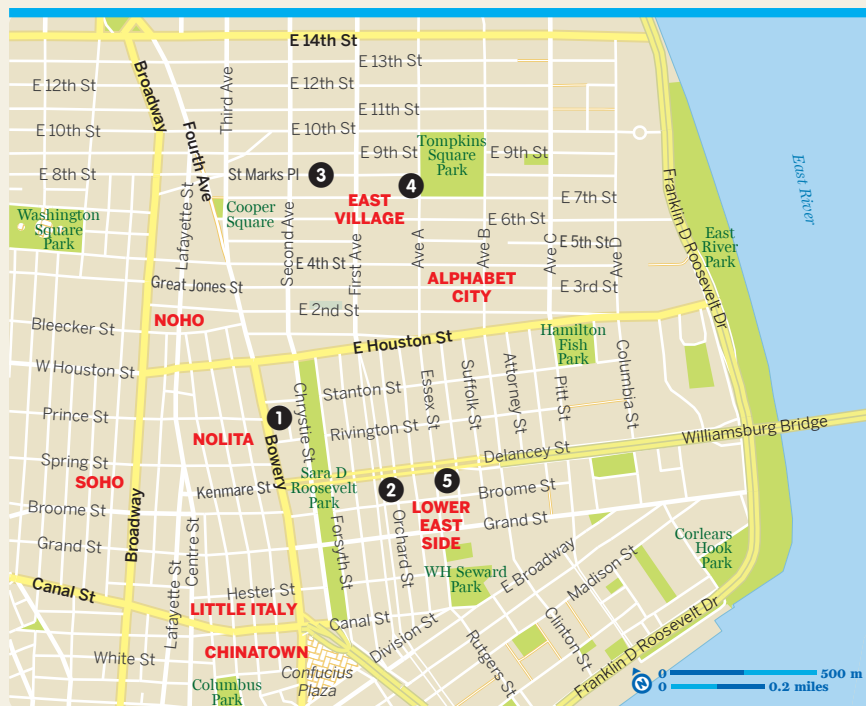 E 14th St
E 13th St
E 12th St
E 12th St
E 11th St
E 10th St
E 10th St
Broadway
Third Ave
Fourth Ave
Tompkins
Square
Park
E 9th St
E 9th St
E 8th St
St Marks Pl
3
4
EAST
VILLAGE
E 7th St
E 6th St
E 5th St
Washington
Square
Park
Lafayette St
Cooper
Square
Second Ave
First Ave
Ave A
Ave B
Ave C
Ave D
Franklin D Roosevelt Dr
East River
East
River
Park
E 4th St
Great Jones St
ALPHABET
CITY
E 3rd St
E 2nd St
NOHO
Bleecker St
E Houston St
Hamilton
Fish
Park
W Houston St
Chrystie St
Stanton St
Essex St
Suffolk St
Attorney St
Pitt St
Columbia St
Prince St
1
Bowery
Rivington St
NOLITA
Williamsburg Bridge
Delancey St
Spring St
SOHO
Kenmare St
Sara D
Roosevelt
Park
2
5
LOWER
EAST
SIDE
Broome St
Broome St
Grand St
Grand St
Broadway
Centre St
Lafayette St
Forsyth St
Orchard St
Corlears
Hook
Park
WH Seward
Park
E Broadway
Madison St
Canal St
Hester St
LITTLE ITALY
Canal St
Division St
Clinton St
Rutgers St
Franklin D Roosevelt Dr
CHINATOWN
White St
Confucius
Plaza
Columbus
Park
N
0
500 m
0
0.2 miles